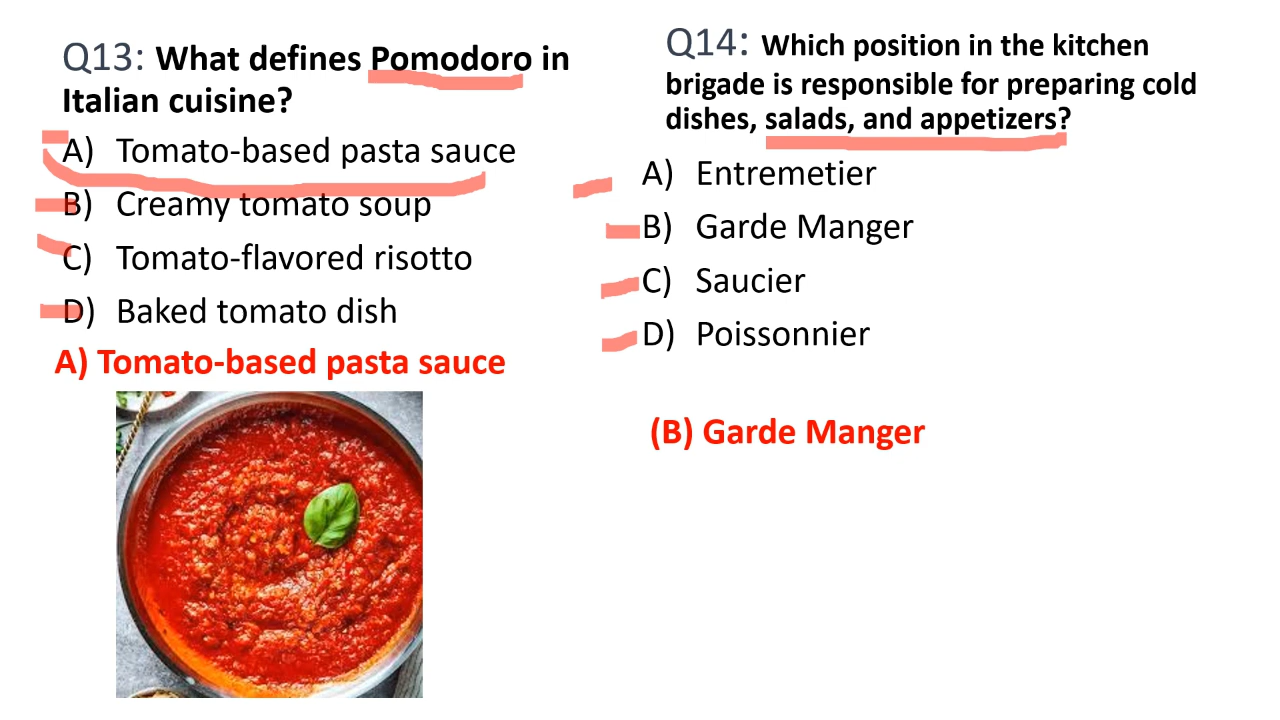 Q13: What defines Pomodoro in
Italian cuisine?
A) Tomato-based pasta sauce
B) Creamy tomato soup
C) Tomato-flavored risotto
D) Baked tomato dish
A) Tomato-based pasta sauce
Q14: Which position in the kitchen
brigade is responsible for preparing cold
dishes, salads, and appetizers?
A) Entremetier
B) Garde Manger
C) Saucier
D) Poissonnier
(B) Garde Manger